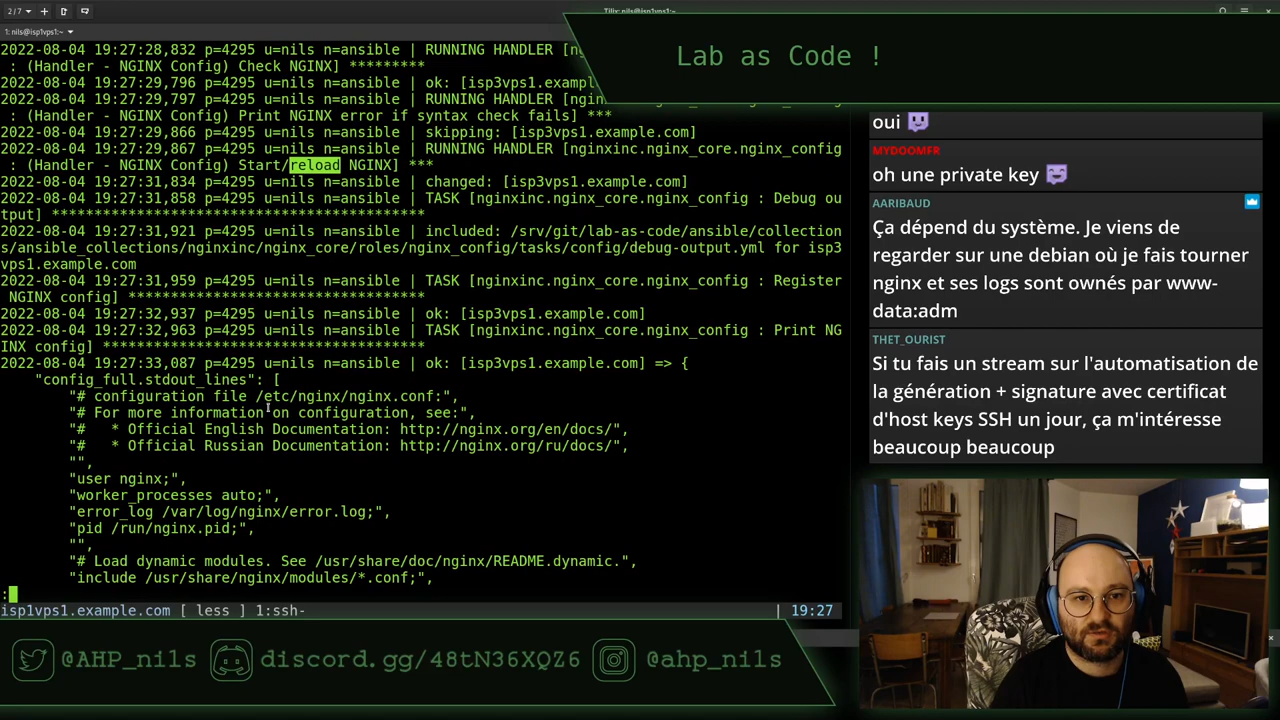 2/7
Tilix: nils@isp1vps1:~
1: nils@isp1vps1:~
Lab as Code !
2022-08-04 19:27:28,832 p=4295 u=nils n=ansible | RUNNING HANDLER [ng
: (Handler - NGINX Config) Check NGINX] *********
2022-08-04 19:27:29,796 p=4295 u=nils n=ansible | ok: [isp3vps1.exampl
2022-08-04 19:27:29,797 p=4295 u=nils n=ansible | RUNNING HANDLER [ngin
: (Handler - NGINX Config) Print NGINX error if syntax check fails] ***
2022-08-04 19:27:29,866 p=4295 u=nils n=ansible | skipping: [isp3vps1.example.com]
2022-08-04 19:27:29,867 p=4295 u=nils n=ansible | RUNNING HANDLER [nginxinc.nginx_core.nginx_config
: (Handler - NGINX Config) Start/reload NGINX] ***
2022-08-04 19:27:31,834 p=4295 u=nils n=ansible | changed: [isp3vps1.example.com]
2022-08-04 19:27:31,858 p=4295 u=nils n=ansible | TASK [nginxinc.nginx_core.nginx_config : Debug ou
tput] ********************************************
2022-08-04 19:27:31,921 p=4295 u=nils n=ansible | included: /srv/git/lab-as-code/ansible/collection
s/ansible_collections/nginxinc/nginx_core/roles/nginx_config/tasks/config/debug-output.yml for isp3
vps1.example.com
2022-08-04 19:27:31,959 p=4295 u=nils n=ansible | TASK [nginxinc.nginx_core.nginx_config : Register
 NGINX config] ***********************************
2022-08-04 19:27:32,937 p=4295 u=nils n=ansible | ok: [isp3vps1.example.com]
2022-08-04 19:27:32,963 p=4295 u=nils n=ansible | TASK [nginxinc.nginx_core.nginx_config : Print NG
INX config] ***************************************
2022-08-04 19:27:33,087 p=4295 u=nils n=ansible | ok: [isp3vps1.example.com] => {
    "config_full.stdout_lines": [
        "# configuration file /etc/nginx/nginx.conf:",
        "# For more information on configuration, see:",
        "#   * Official English Documentation: http://nginx.org/en/docs/",
        "#   * Official Russian Documentation: http://nginx.org/ru/docs/",
        "",
        "user nginx;",
        "worker_processes auto;",
        "error_log /var/log/nginx/error.log;",
        "pid /run/nginx.pid;",
        "",
        "# Load dynamic modules. See /usr/share/doc/nginx/README.dynamic.",
        "include /usr/share/nginx/modules/*.conf;",
:
isp1vps1.example.com [ less ] 1:ssh- | 19:27
oui
MYDOOMFR
oh une private key
AARIBAUD
Ça dépend du système. Je viens de
regarder sur une debian où je fais tourner
nginx et ses logs sont ownés par www-
data:adm
THET_OURIST
Si tu fais un stream sur l'automatisation de
la génération + signature avec certificat
d'host keys SSH un jour, ça m'intéresse
beaucoup beaucoup
@AHP_nils discord.gg/48tN36XQZ6 @ahp_nils